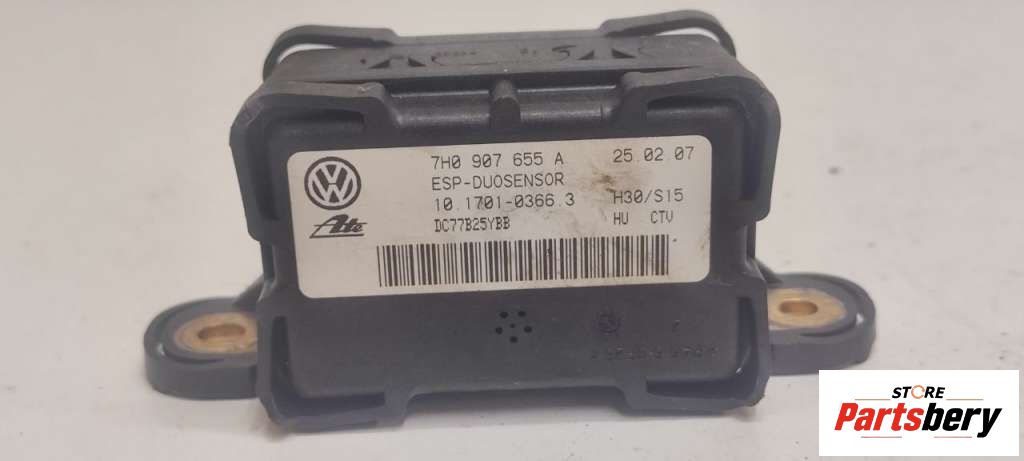 7H0 907 655 A 25.02.07
ESP-DUOSENSOR
10.1701-0366.3 H30/S15
Ate DC77B25YBB HU CTV
STORE
Partsbery